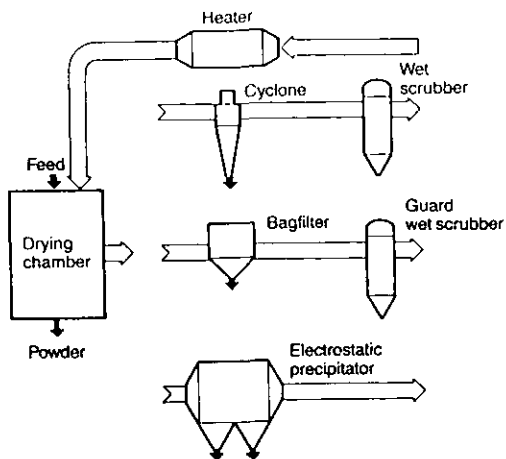 Heater
Cyclone
Wet
scrubber
Feed
Drying
chamber
Bagfilter
Guard
wet scrubber
Powder
Electrostatic
precipitator